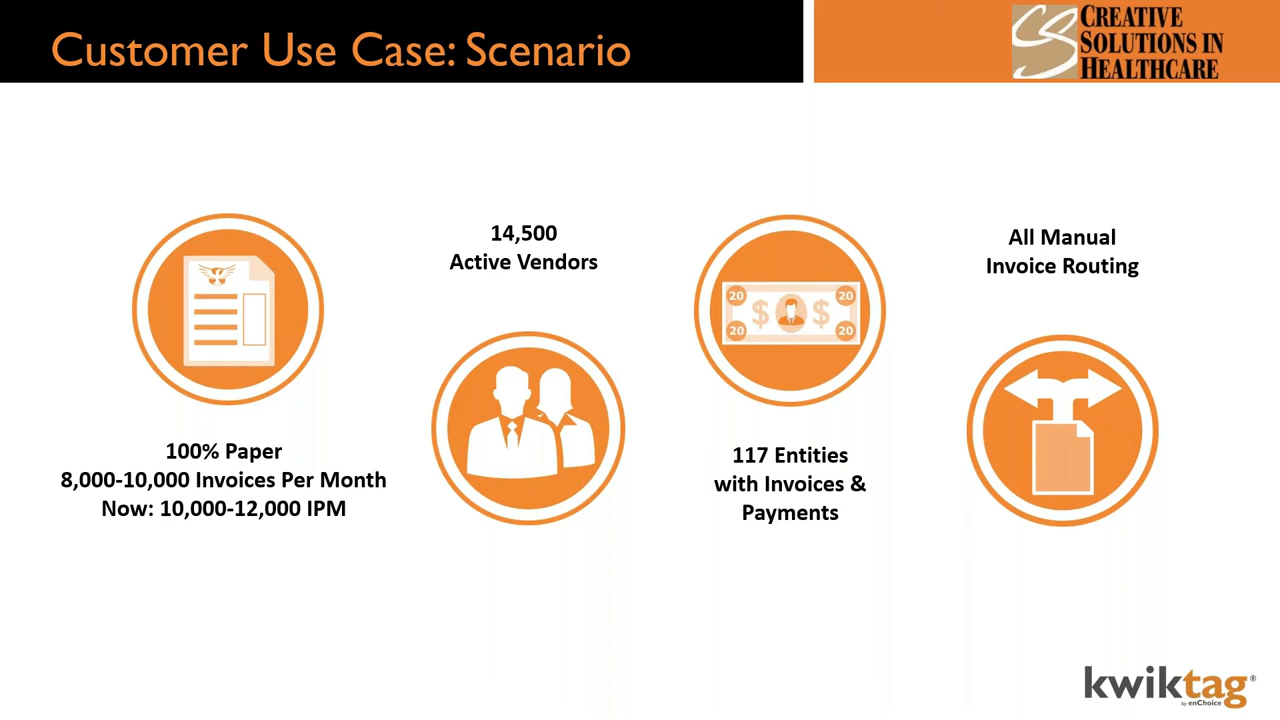 Customer Use Case: Scenario
CREATIVE
SOLUTIONS IN
HEALTHCARE
100% Paper
8,000-10,000 Invoices Per Month
Now: 10,000-12,000 IPM
14,500
Active Vendors
20
$
$
20
20
20
117 Entities
with Invoices &
Payments
All Manual
Invoice Routing
kwiktag®
by enChoice